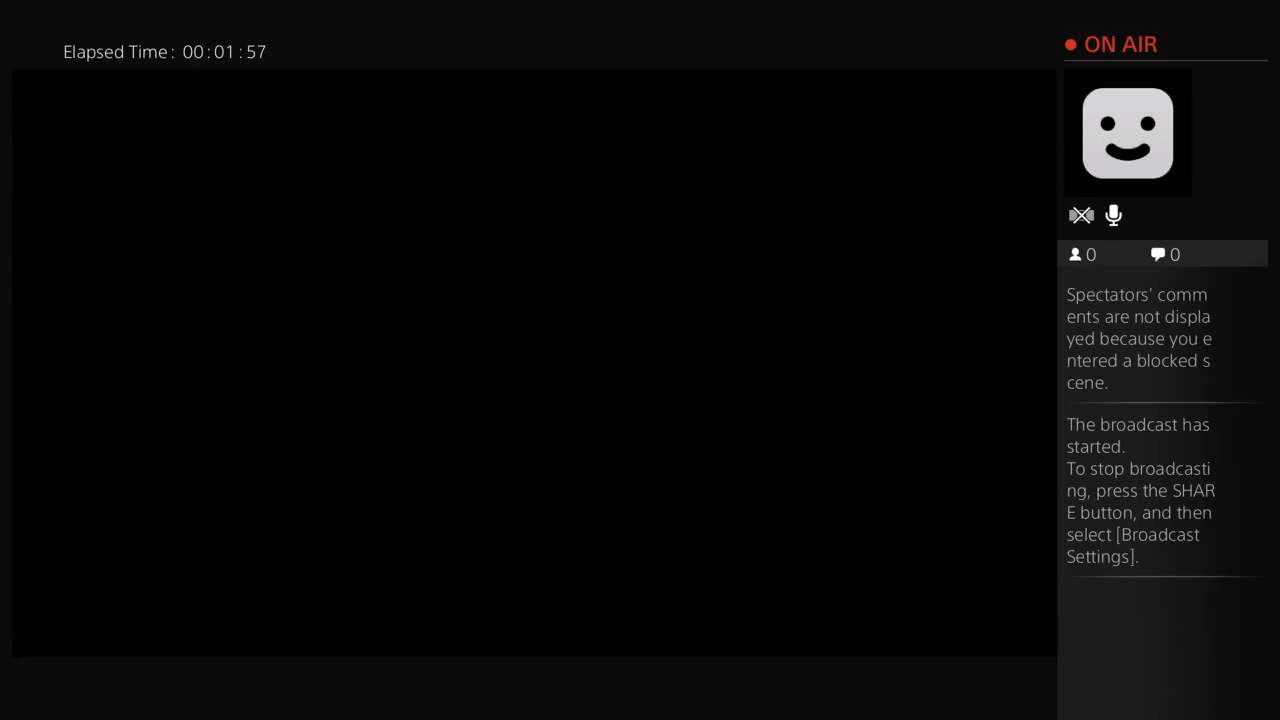 Elapsed Time: 00:01:57
ON AIR
0 0
Spectators' comm
ents are not displa
yed because you e
ntered a blocked s
cene.
The broadcast has
started.
To stop broadcasti
ng, press the SHAR
E button, and then
select [Broadcast
Settings].